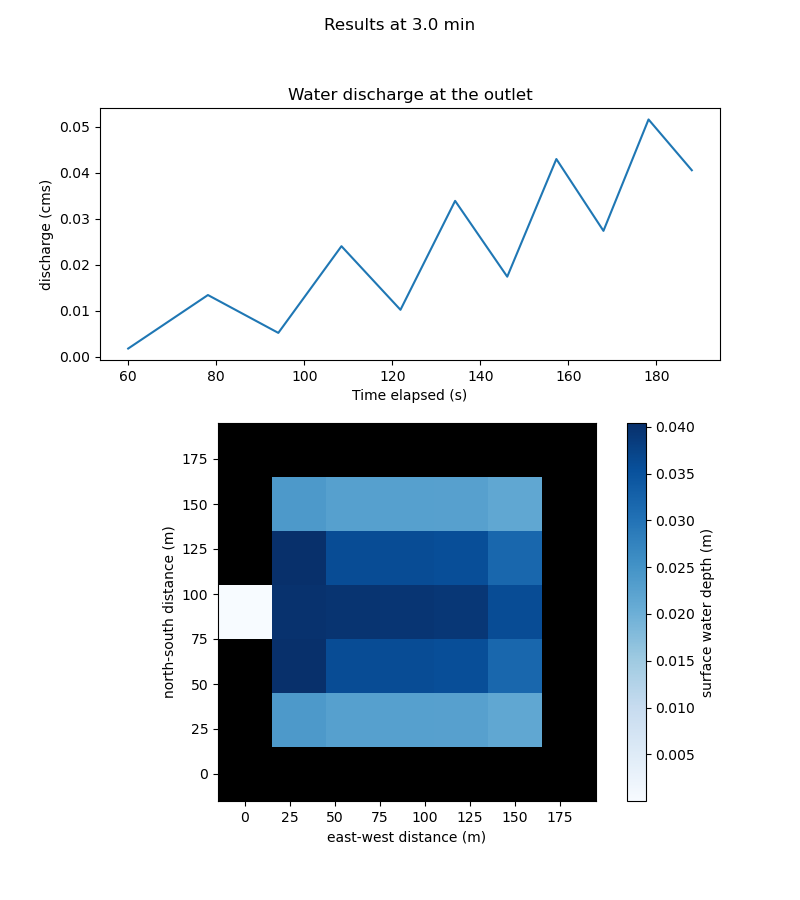 Results at 3.0 min
Water discharge at the outlet
discharge (cms)
0.05
0.04
0.03
0.02
0.01
0.00
60 80 100 120 140 160 180
Time elapsed (s)
north-south distance (m)
175
150
125
100
75
50
25
0
0 25 50 75 100 125 150 175
east-west distance (m)
0.040
0.035
0.030
0.025
0.020
0.015
0.010
0.005
surface water depth (m)